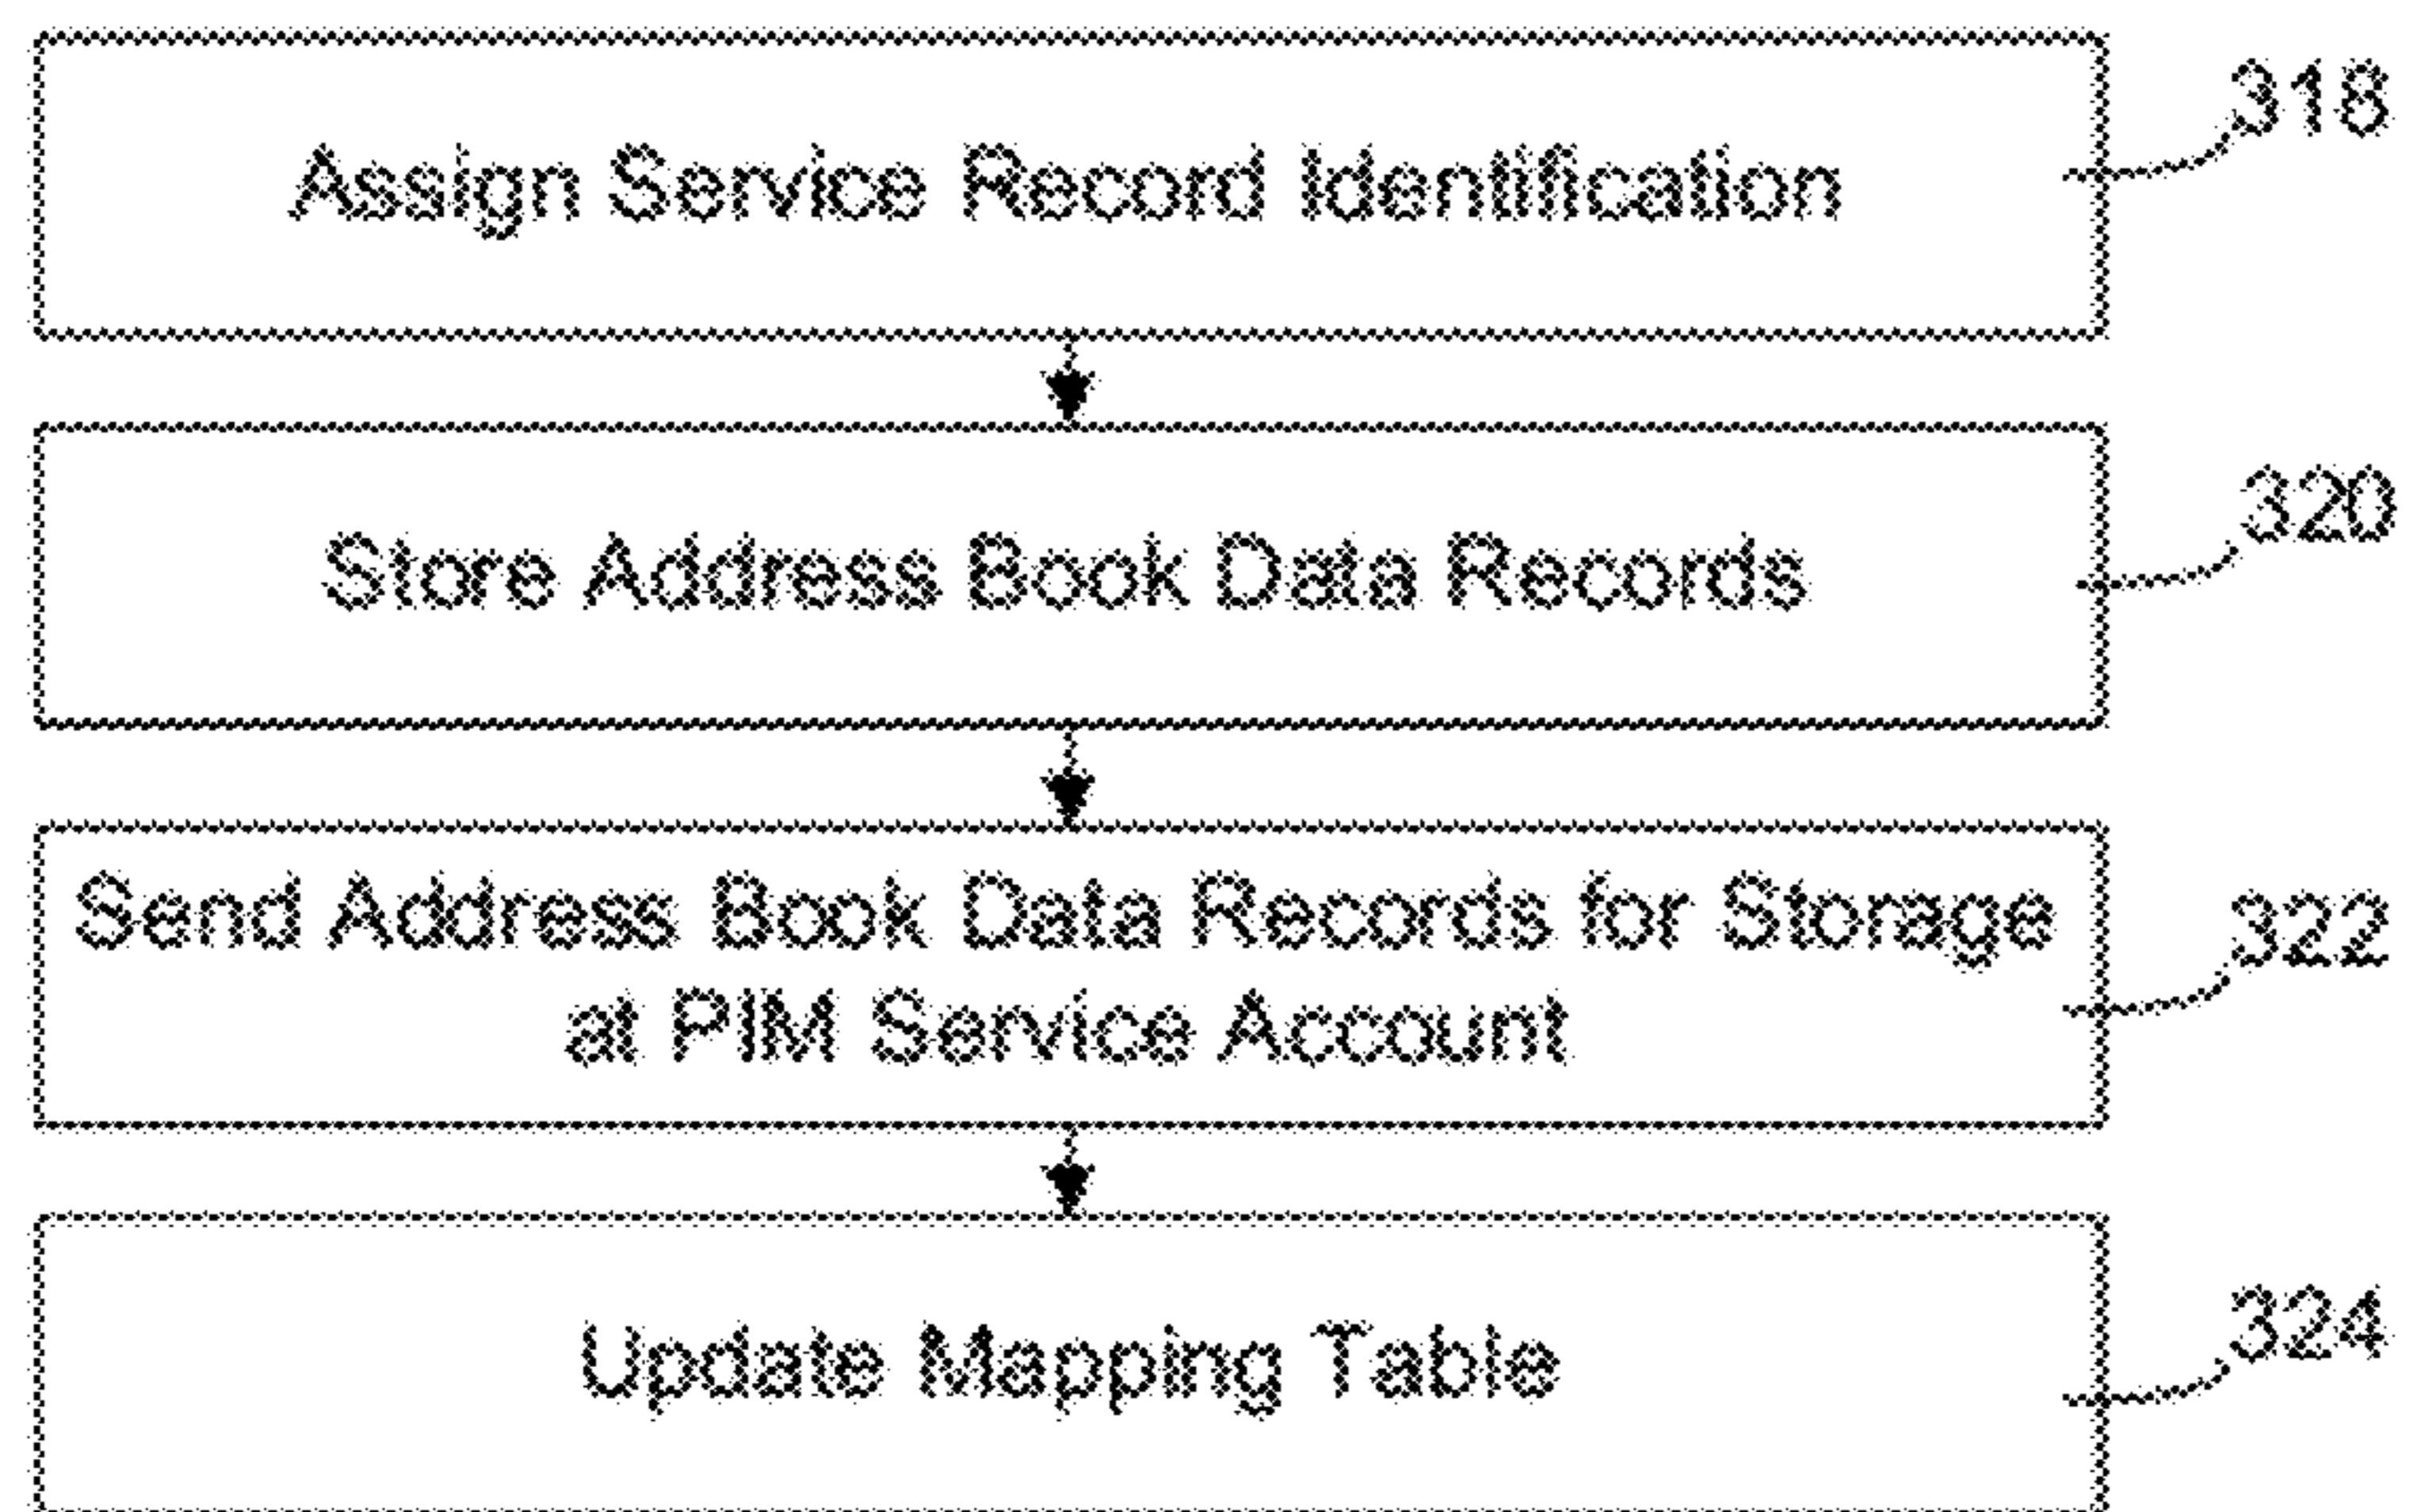 318
Assign Service Record Identification
320
Store Address Book Data Records
Send Address Book Data Records for Storage
322
at PIM Service Account
324
Update Mapping Table